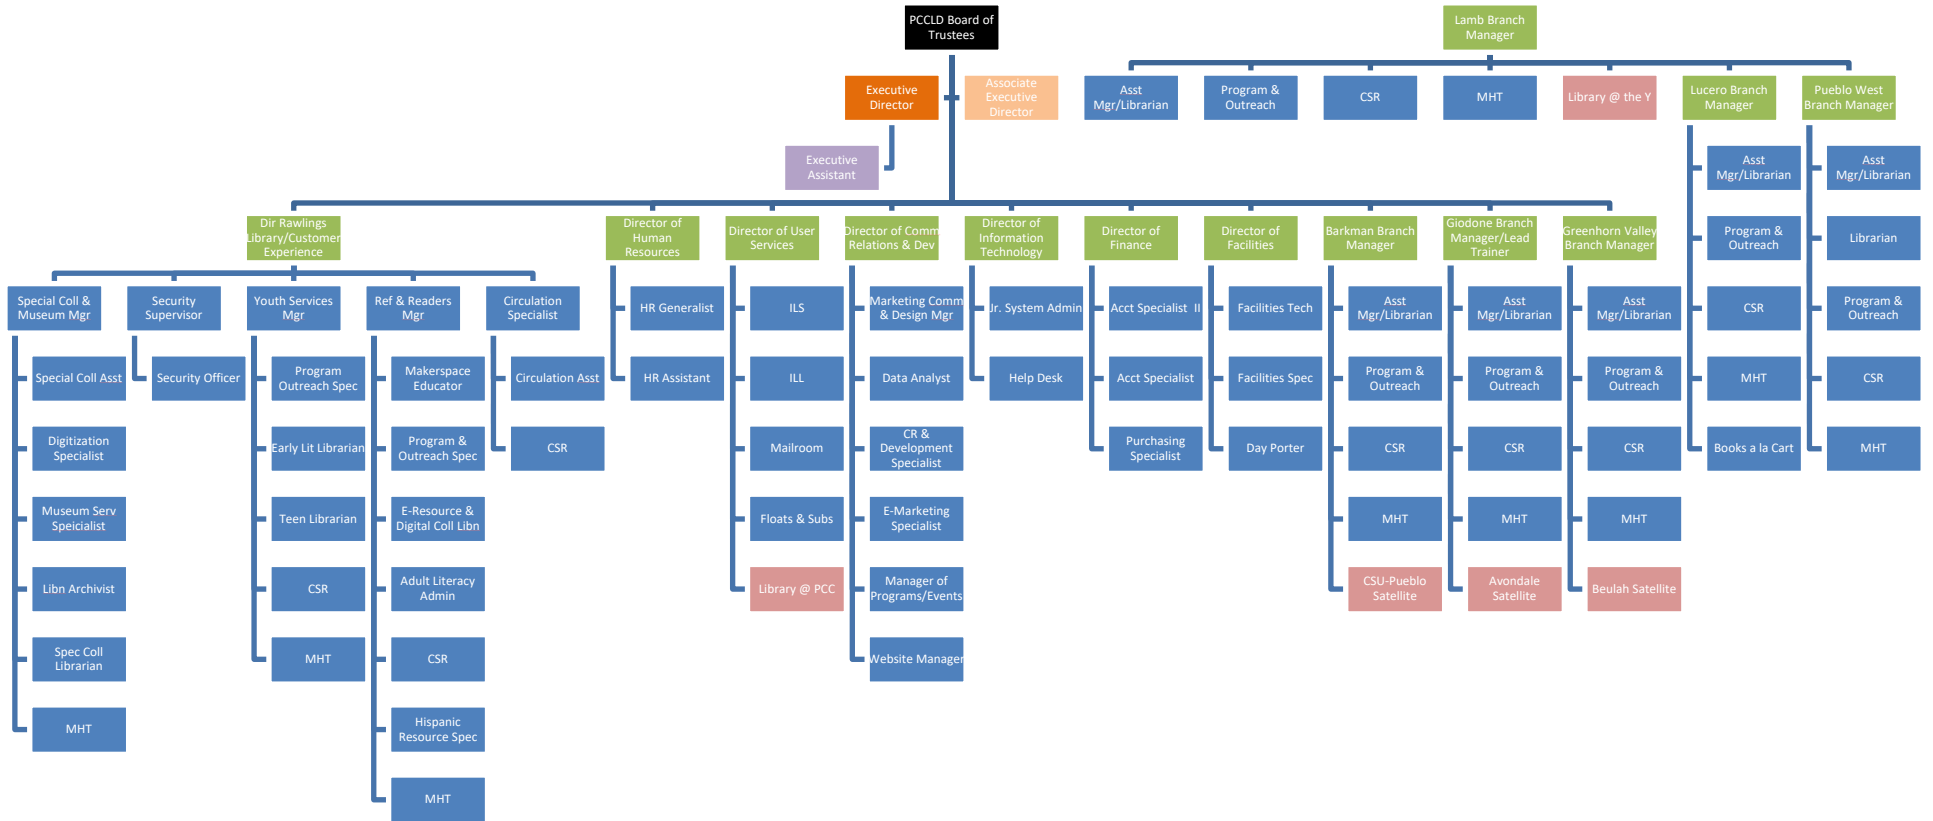 PCCLD Board of
Trustees
Lamb Branch
Manager
Executive
Director
Associate
Executive
Director
Asst
Mgr/Librarian
Program &
Outreach
CSR
MHT
Library @ the Y
Lucero Branch
Manager
Pueblo West
Branch Manager
Executive
Assistant
Asst
Mgr/Librarian
Asst
Mgr/Librarian
Program &
Outreach
Librarian
CSR
Program &
Outreach
MHT
CSR
Books a la Cart
MHT
Dir Rawlings
Library/Customer
Experience
Director of
Human
Resources
Director of User
Services
Director of Comm
Relations & Dev
Director of
Information
Technology
Director of
Finance
Director of
Facilities
Barkman Branch
Manager
Giodone Branch
Manager/Lead
Trainer
Greenhorn Valley
Branch Manager
Special Coll &
Museum Mgr
Security
Supervisor
Youth Services
Mgr
Ref & Readers
Mgr
Circulation
Specialist
Special Coll Asst
Digitization
Specialist
Museum Serv
Speicialist
Libn Archivist
Spec Coll
Librarian
MHT
Security Officer
Program
Outreach Spec
Early Lit Librarian
Teen Librarian
CSR
MHT
Makerspace
Educator
Program &
Outreach Spec
E-Resource &
Digital Coll Libn
Adult Literacy
Admin
CSR
Hispanic
Resource Spec
MHT
Circulation Asst
CSR
HR Generalist
HR Assistant
ILS
ILL
Mailroom
Floats & Subs
Library @ PCC
Marketing Comm
& Design Mgr
Data Analyst
CR &
Development
Specialist
E-Marketing
Specialist
Manager of
Programs/Events
Website Manager
Jr. System Admin
Help Desk
Acct Specialist II
Acct Specialist
Purchasing
Specialist
Facilities Tech
Facilities Spec
Day Porter
Asst
Mgr/Librarian
Program &
Outreach
CSR
MHT
CSU-Pueblo
Satellite
Asst
Mgr/Librarian
Program &
Outreach
CSR
MHT
Avondale
Satellite
Asst
Mgr/Librarian
Program &
Outreach
CSR
MHT
Beulah Satellite